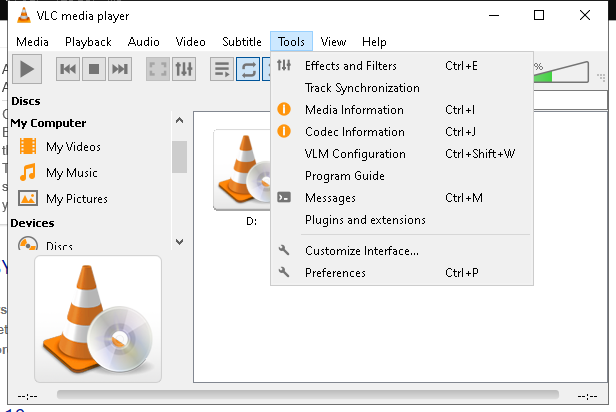 VLC media player
Media Playback Audio Video Subtitle Tools View Help
Effects and Filters Ctrl+E
Track Synchronization
Media Information Ctrl+I
Codec Information Ctrl+J
VLM Configuration Ctrl+Shift+W
Program Guide
Messages Ctrl+M
Plugins and extensions
Customize Interface...
Preferences Ctrl+P
%
Discs
My Computer
My Videos
My Music
My Pictures
Devices
Discs
D:
--:-- --:--